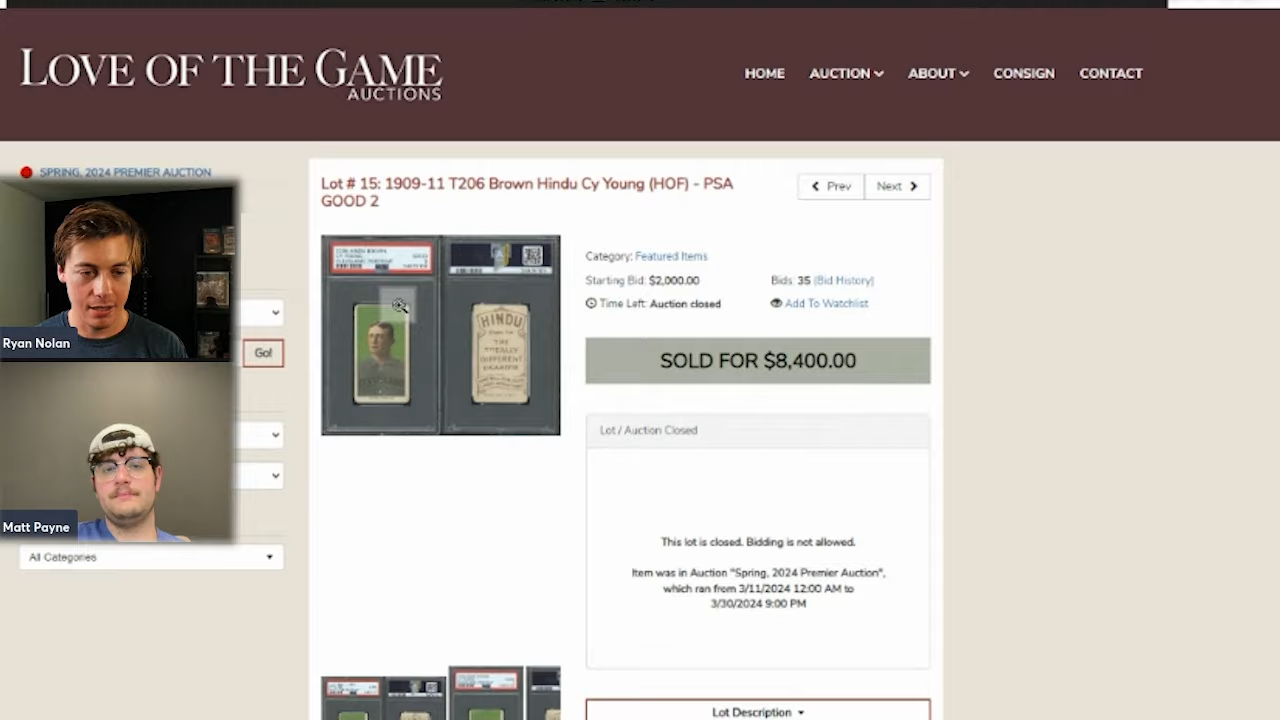 LOVE OF THE GAME
AUCTIONS
HOME
AUCTION
ABOUT
CONSIGN
CONTACT
SPRING, 2024 PREMIER AUCTION
Lot # 15: 1909-11 T206 Brown Hindu Cy Young (HOF) - PSA
GOOD 2
Prev
Next
Category: Featured Items
Starting Bid: $2,000.00
Bids: 35 (Bid History)
Time Left: Auction closed
Add To Watchlist
SOLD FOR $8,400.00
Lot / Auction Closed
This lot is closed. Bidding is not allowed.
Item was in Auction "Spring, 2024 Premier Auction",
which ran from 3/11/2024 12:00 AM to
3/30/2024 9:00 PM
Lot Description
HINDU
THE
TOTALLY
DIFFERENT
CIGARETTE
CLEVELAND
Ryan Nolan
Go!
Matt Payne
All Categories